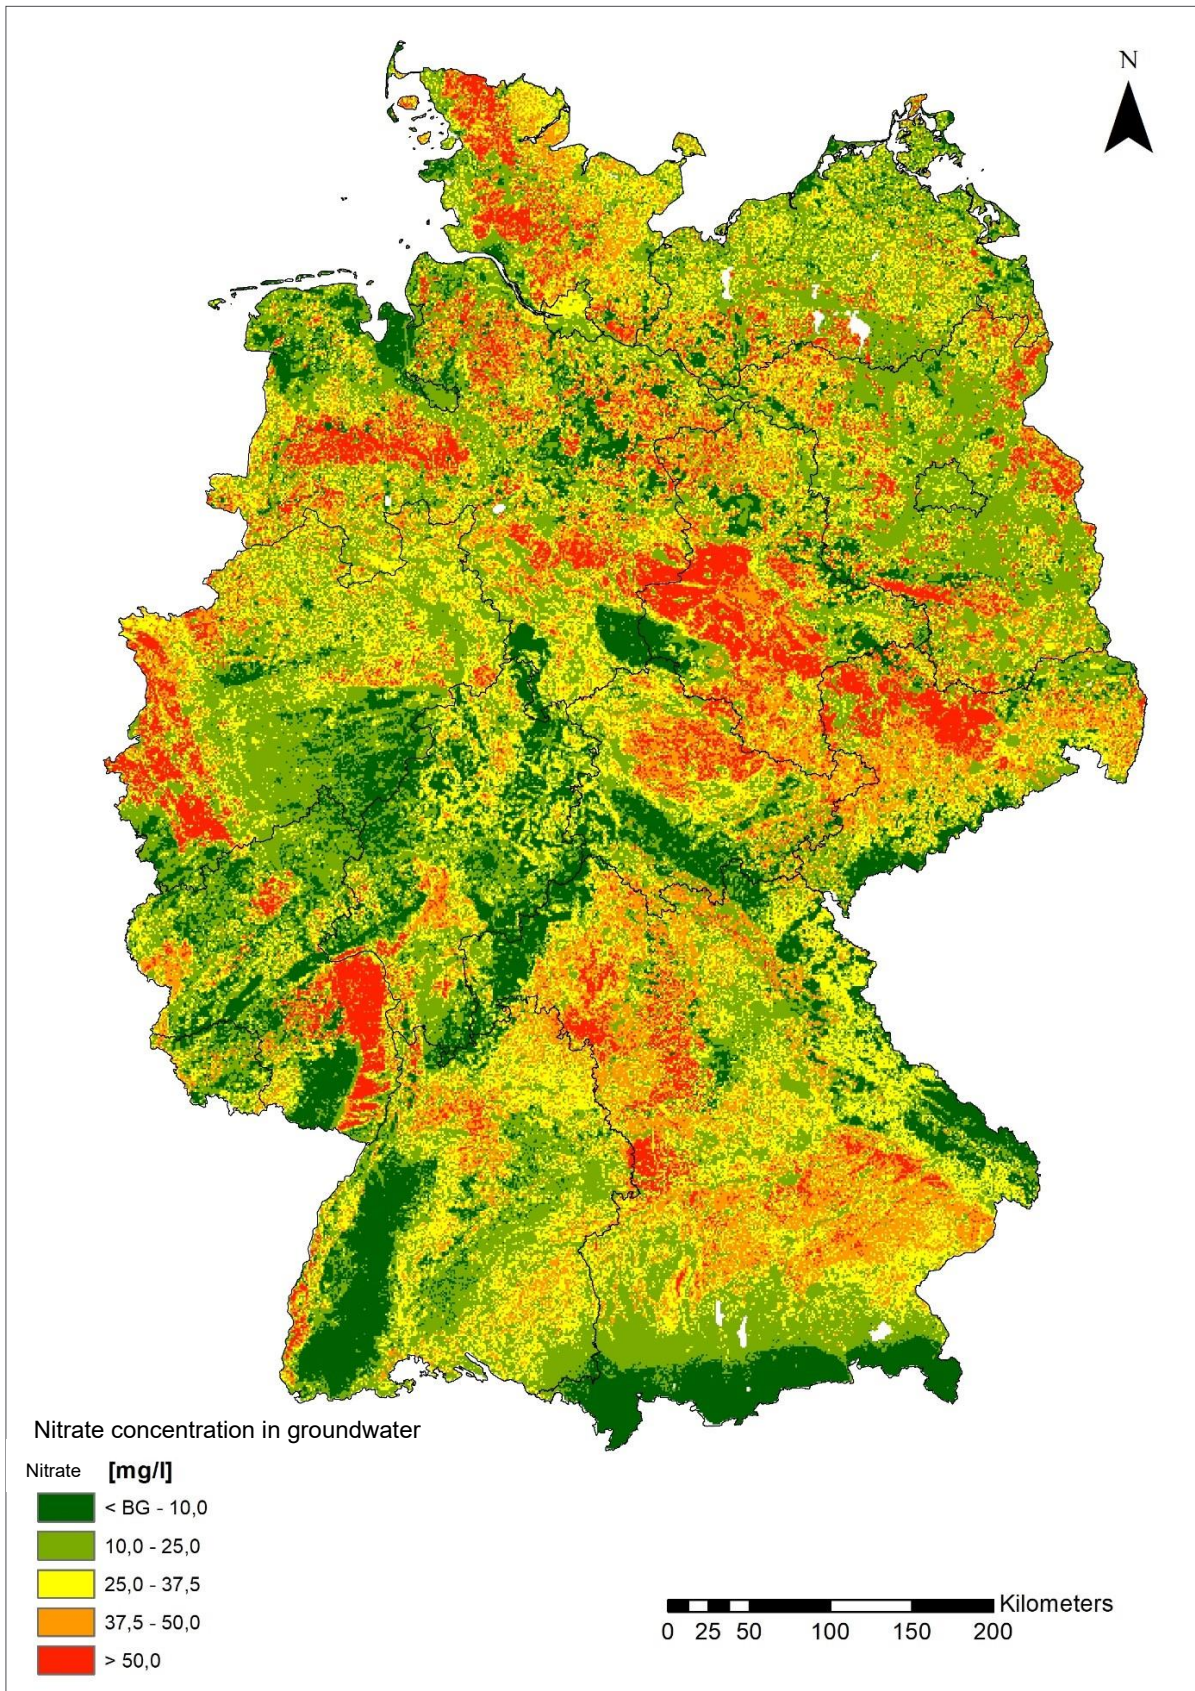 N
Nitrate concentration in groundwater
Nitrate [mg/l]
< BG - 10,0
10,0 - 25,0
25,0 - 37,5
37,5 - 50,0
> 50,0
Kilometers
0 25 50 100 150 200